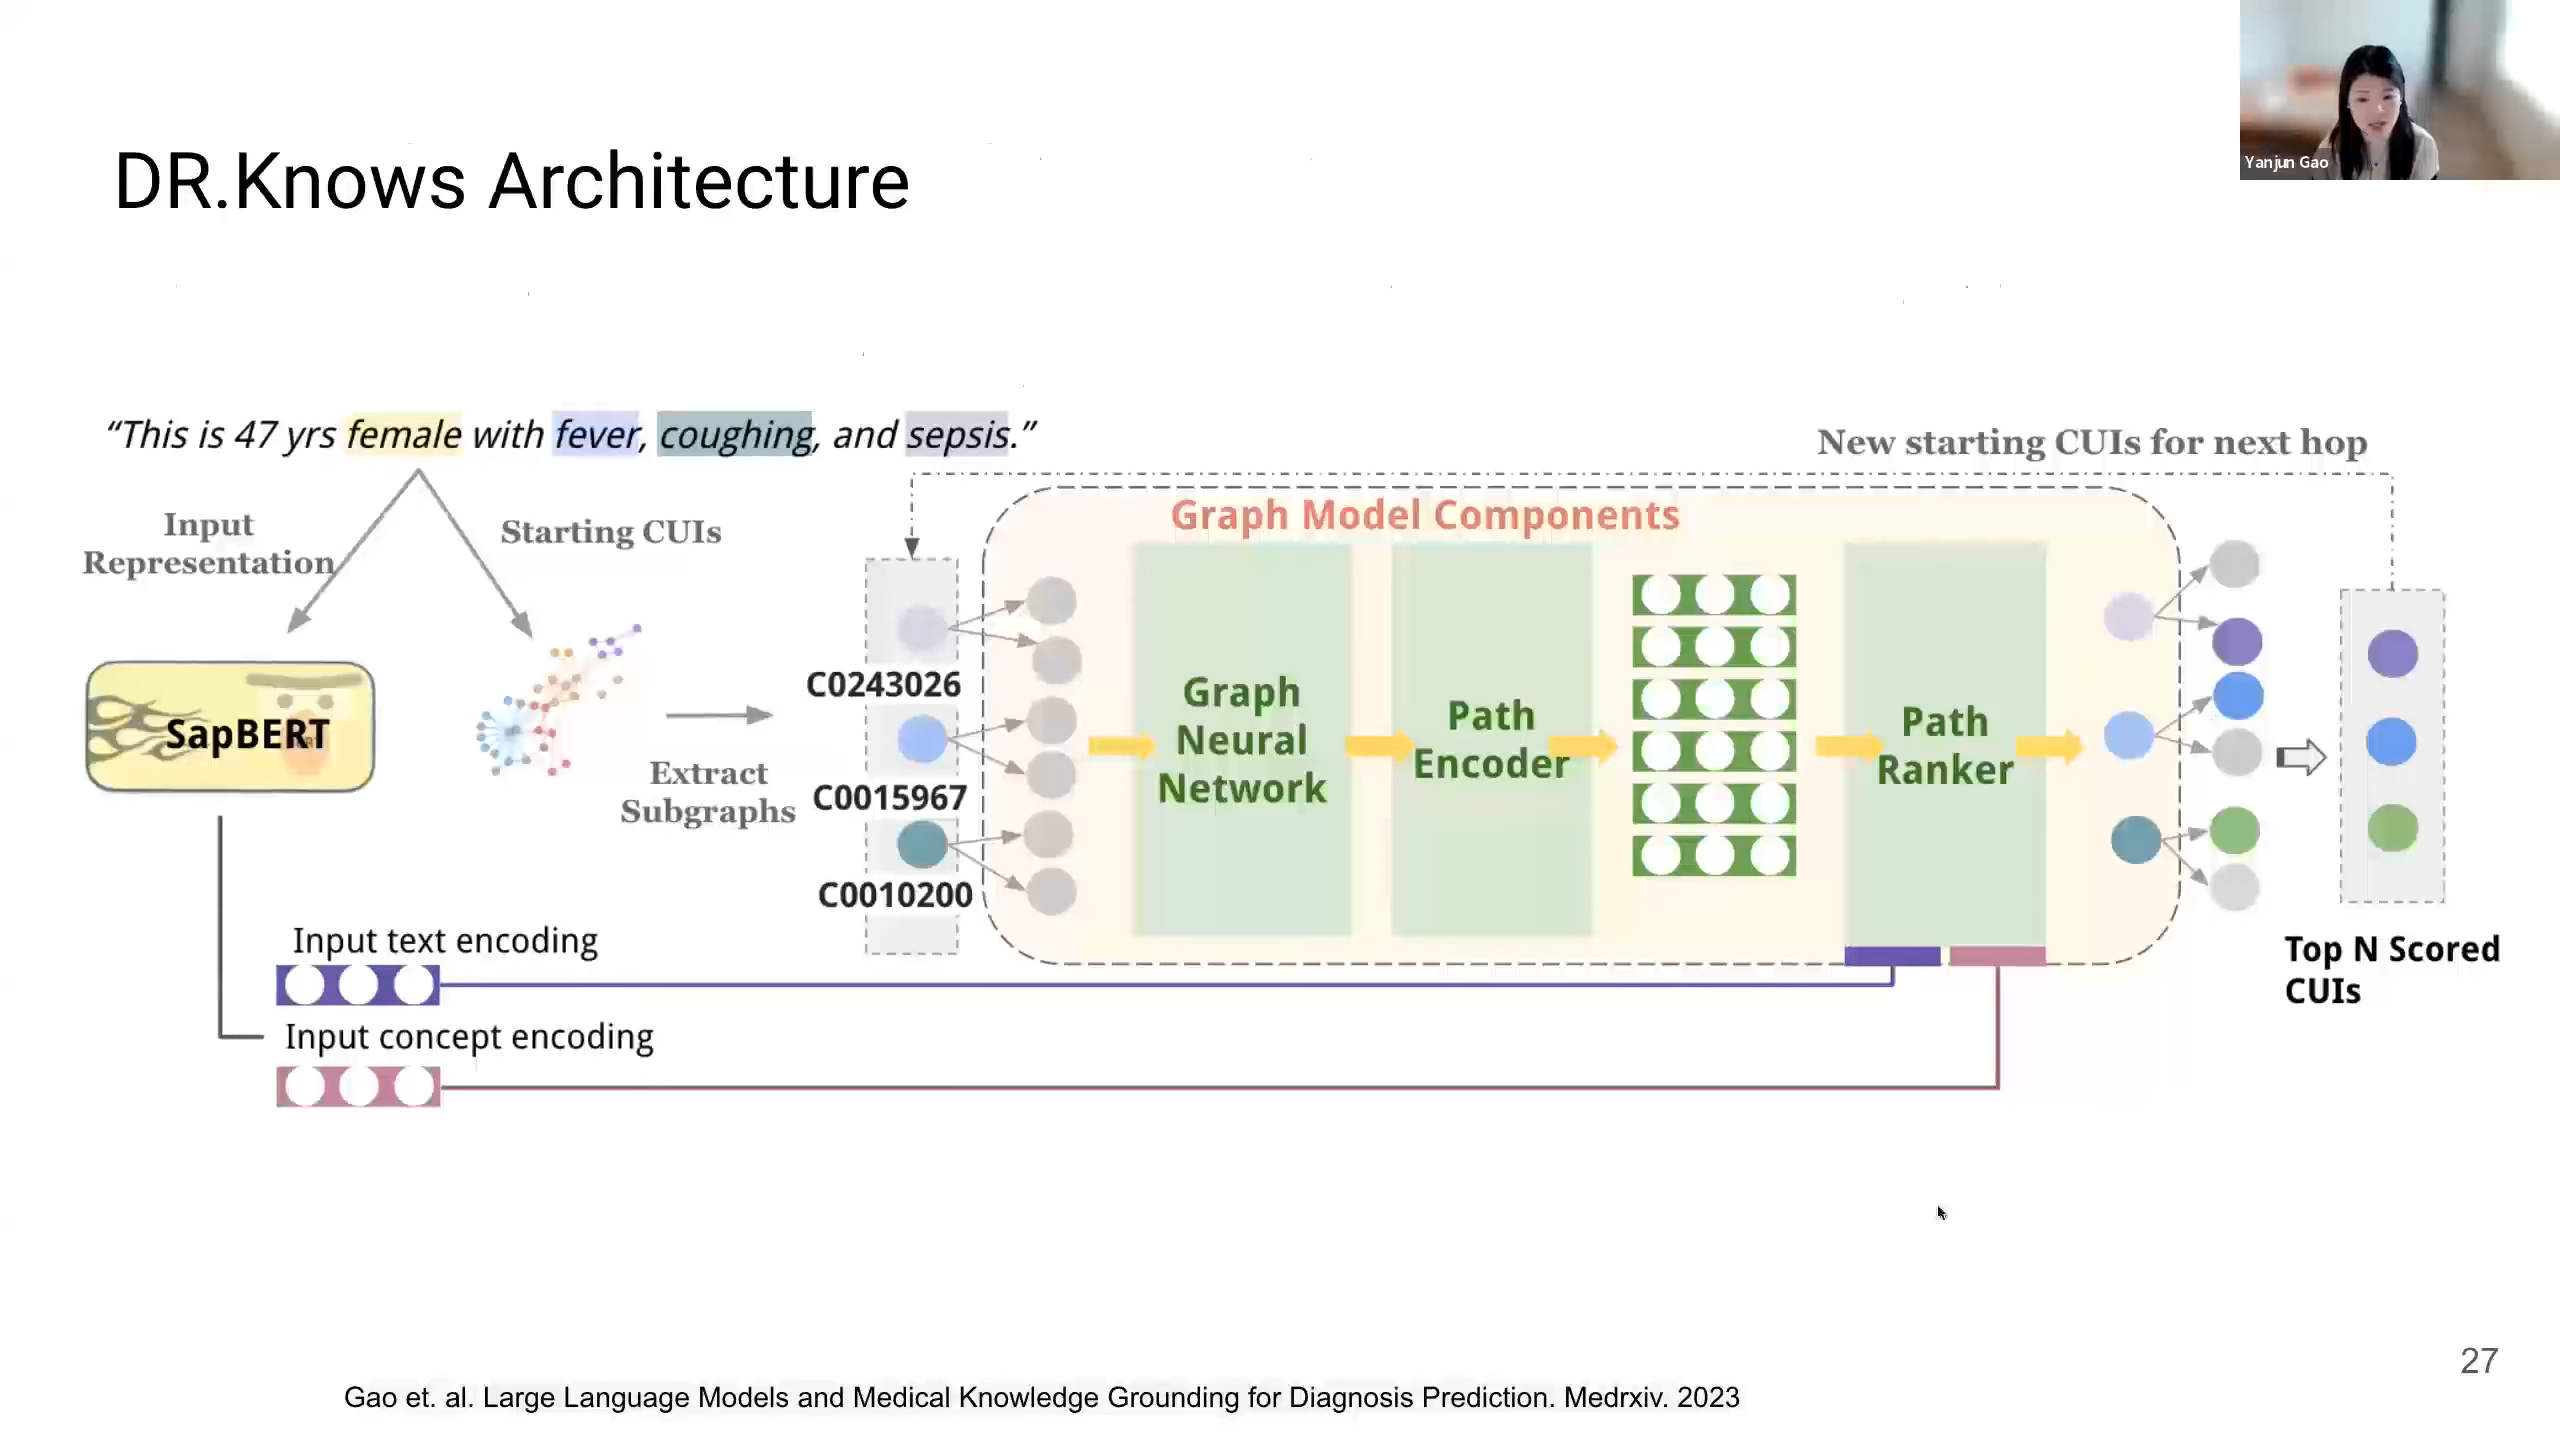 Yanjun Gao
DR.Knows Architecture
“This is 47 yrs female with fever, coughing, and sepsis.”
New starting CUIs for next hop
Input
Representation
Starting CUIs
Graph Model Components
SapBERT
Extract
Subgraphs
C0243026
C0015967
C0010200
Graph
Neural
Network
Path
Encoder
Path
Ranker
Top N Scored
CUIs
Input text encoding
Input concept encoding
27
Gao et. al. Large Language Models and Medical Knowledge Grounding for Diagnosis Prediction. Medrxiv. 2023